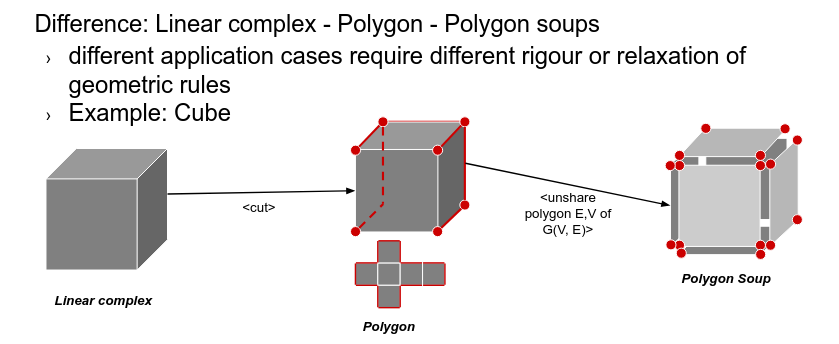 Difference: Linear complex - Polygon - Polygon soups
› different application cases require different rigour or relaxation of
geometric rules
› Example: Cube
<cut>
<unshare
polygon E,V of
G(V, E)>
Linear complex
Polygon
Polygon Soup